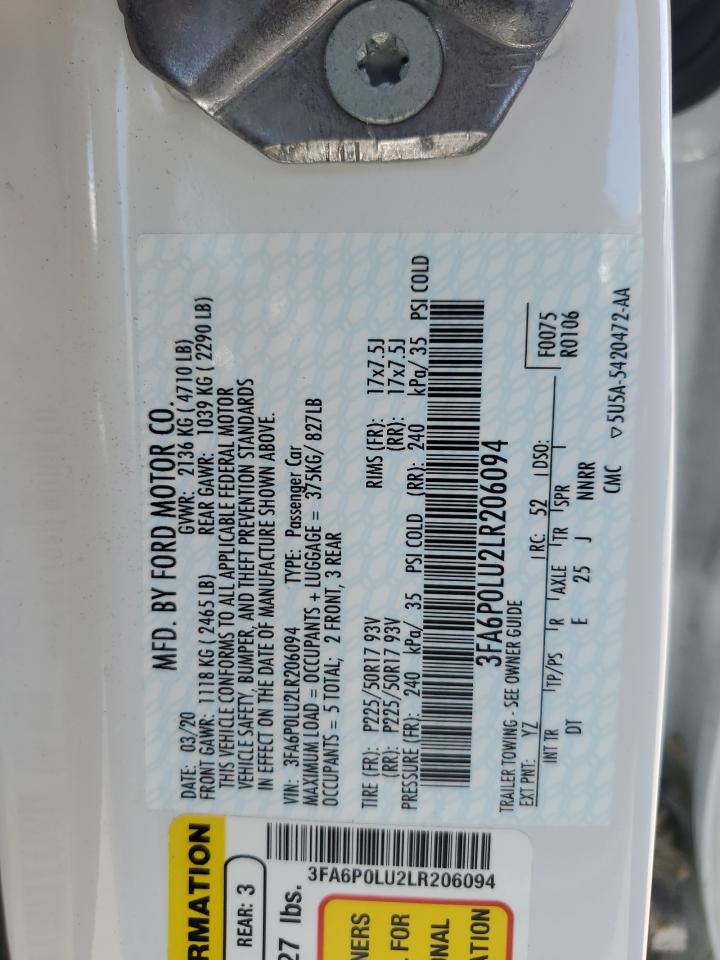 MFD. BY FORD MOTOR CO.
DATE: 03/20 GVWR: 2136 KG ( 4710 LB)
FRONT GAWR: 1118 KG ( 2465 LB) REAR GAWR: 1039 KG ( 2290 LB)
THIS VEHICLE CONFORMS TO ALL APPLICABLE FEDERAL MOTOR
VEHICLE SAFETY, BUMPER, AND THEFT PREVENTION STANDARDS
IN EFFECT ON THE DATE OF MANUFACTURE SHOWN ABOVE.
VIN: 3FA6P0LU2LR206094 TYPE: Passenger Car
MAXIMUM LOAD = OCCUPANTS + LUGGAGE = 375KG/ 827LB
OCCUPANTS = 5 TOTAL; 2 FRONT, 3 REAR
TIRE (FR): P225/50R17 93V RIMS (FR): 17x7.5J
(RR): P225/50R17 93V (RR): 17x7.5J
PRESSURE (FR): 240 kPa/ 35 PSI COLD (RR): 240 kPa/ 35 PSI COLD
3FA6P0LU2LR206094
TRAILER TOWING - SEE OWNER GUIDE
EXT PNT: YZ RC: 52 DSO: F0075
R0106
INT TR TP/PS R AXLE TR SPR
DT E 25 J NNRR
CMC ▽5U5A-5420472-AA
RMATION
REAR: 3
27 lbs.
3FA6P0LU2LR206094
NERS
FOR
ONAL
ATION